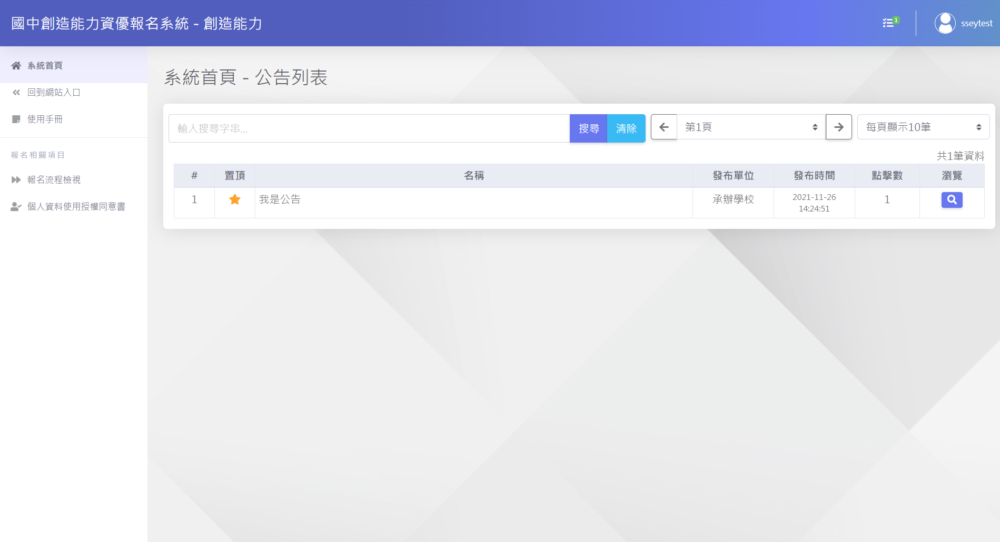 國中創造能力資優報名系統 - 創造能力
1
sseytest
系統首頁
回到網站入口
使用手冊
報名相關項目
報名流程檢視
個人資料使用授權同意書
系統首頁 - 公告列表
輸入搜尋字串...
搜尋
清除
第1頁
每頁顯示10筆
共1筆資料
# 置頂 名稱 發布單位 發布時間 點擊數 瀏覽
1 我是公告 承辦學校 2021-11-26 14:24:51 1